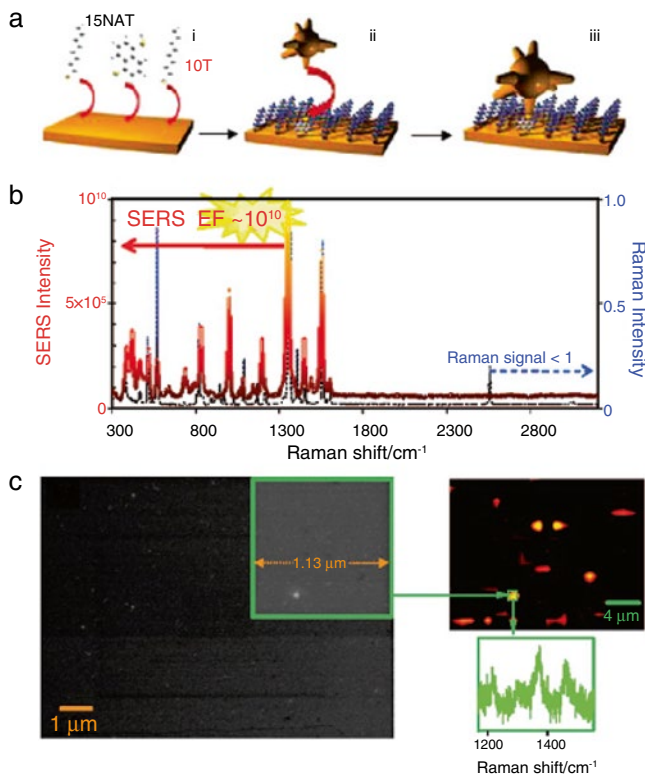 a
15NAT
i
ii
iii
10T
b
SERS EF ~10¹⁰
10¹⁰
5×10⁵
0
SERS Intensity
1.0
0.5
0
Raman Intensity
Raman signal < 1
300 800 1300 1800 2300 2800
Raman shift/cm⁻¹
c
1.13 µm
1 µm
4 µm
1200 1400
Raman shift/cm⁻¹